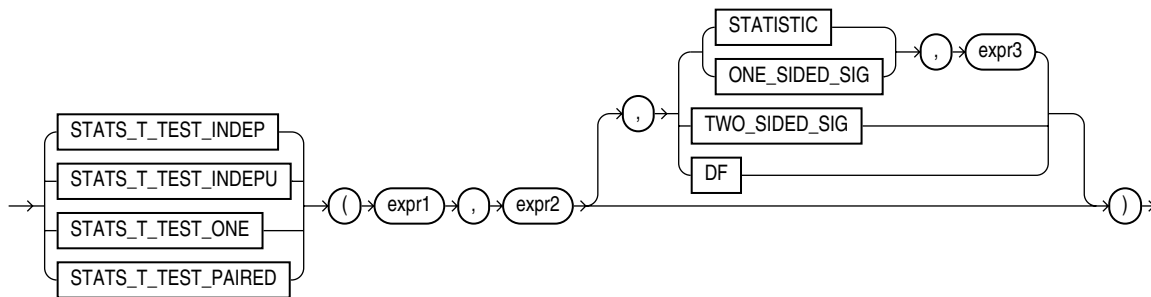 STATISTIC
ONE_SIDED_SIG , expr3
, TWO_SIDED_SIG
DF
STATS_T_TEST_INDEP
STATS_T_TEST_INDEPU
STATS_T_TEST_ONE
STATS_T_TEST_PAIRED
( expr1 , expr2 )